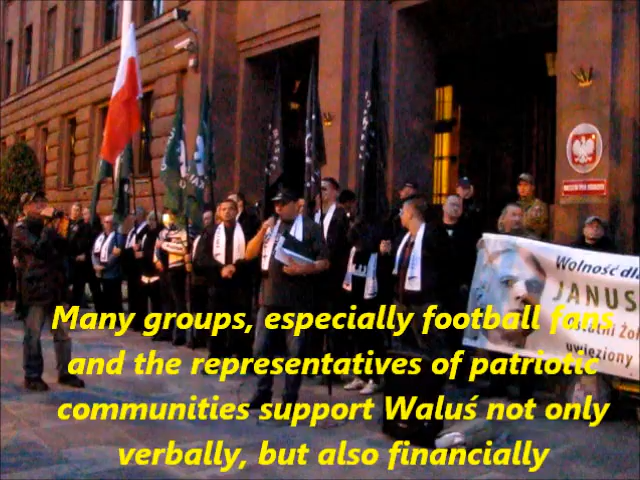 Wolność dla
JANUS
uwięziony
Many groups, especially football fans
and the representatives of patriotic
communities support Waluś not only
verbally, but also financially